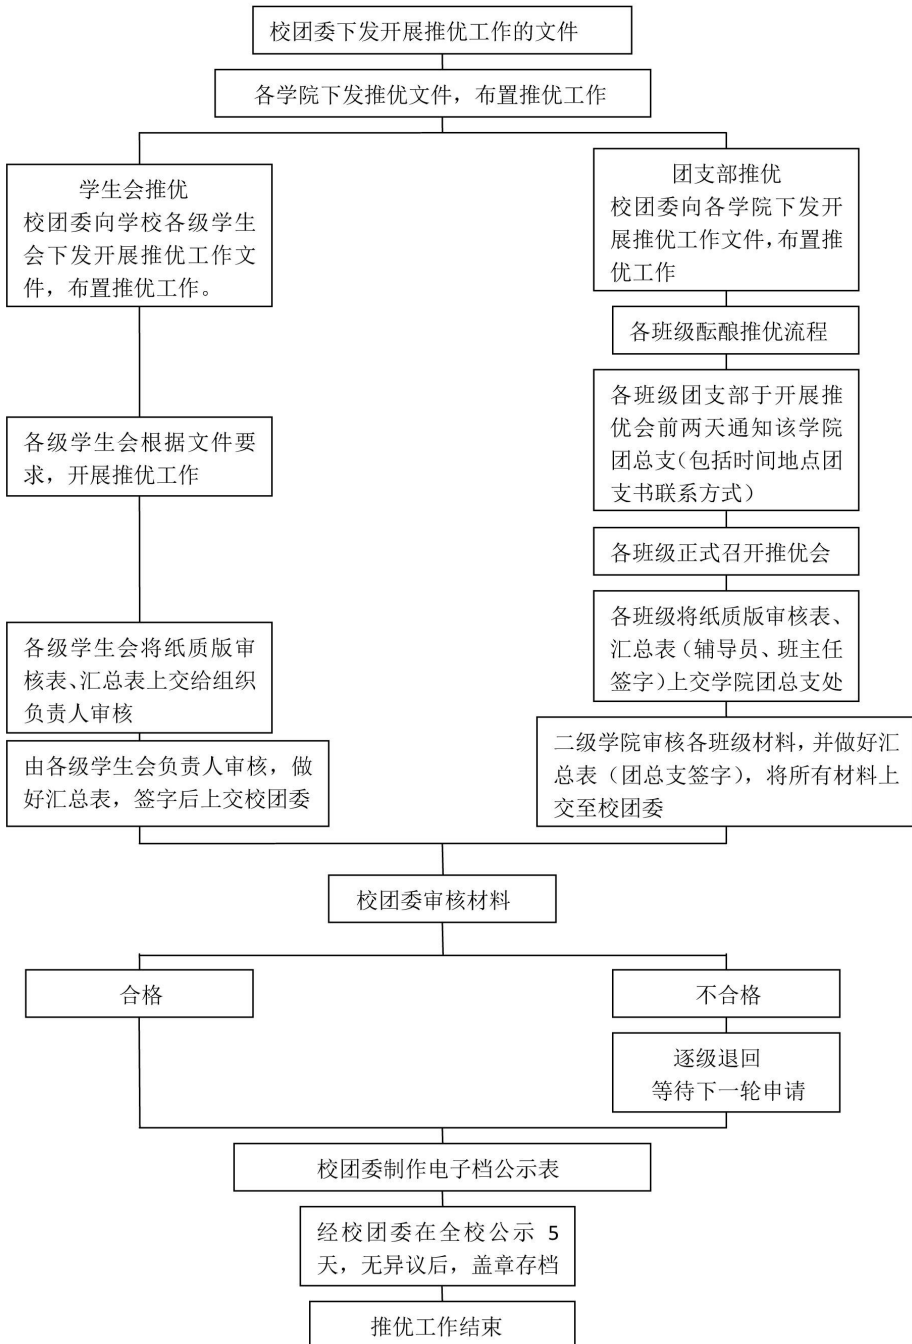 校团委下发开展推优工作的文件
各学院下发推优文件，布置推优工作
学生会推优
校团委向学校各级学生
会下发开展推优工作文
件，布置推优工作。
各级学生会根据文件要
求，开展推优工作
各级学生会将纸质版审
核表、汇总表上交给组织
负责人审核
由各级学生会负责人审核，做
好汇总表，签字后上交校团委
团支部推优
校团委向各学院下发开
展推优工作文件，布置推
优工作
各班级酝酿推优流程
各班级团支部于开展推
优会前两天通知该学院
团总支（包括时间地点团
支书联系方式）
各班级正式召开推优会
各班级将纸质版审核表、
汇总表（辅导员、班主任
签字）上交学院团总支处
二级学院审核各班级材料，并做好汇
总表（团总支签字），将所有材料上
交至校团委
校团委审核材料
合格
不合格
逐级退回
等待下一轮申请
校团委制作电子档公示表
经校团委在全校公示 5
天，无异议后，盖章存档
推优工作结束